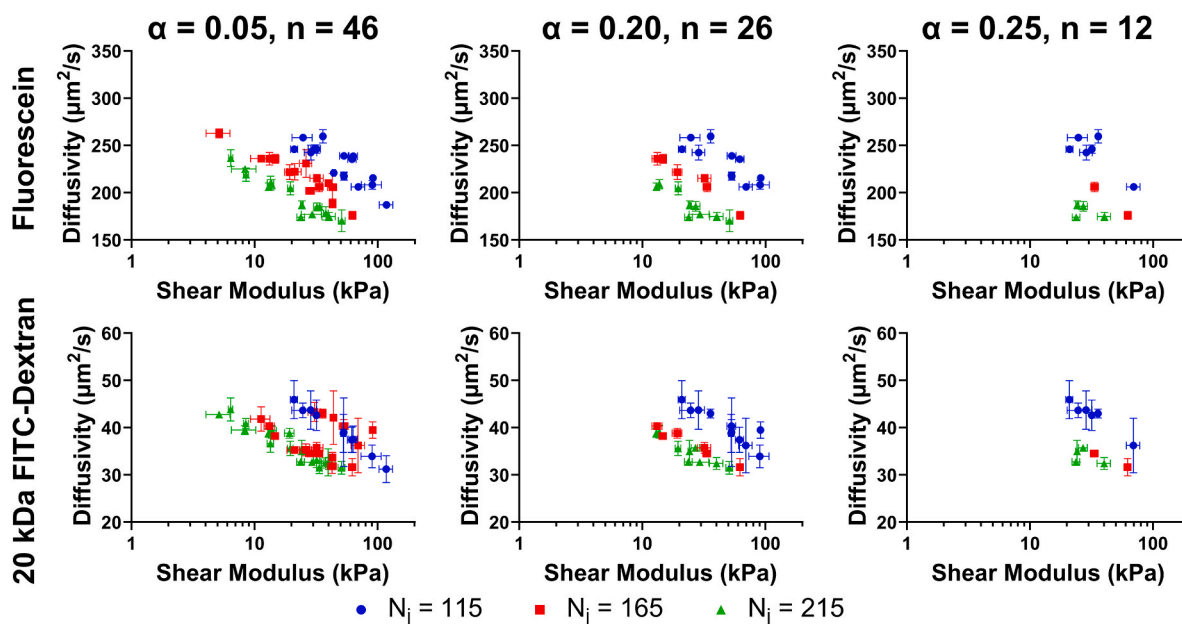 α = 0.05, n = 46
α = 0.20, n = 26
α = 0.25, n = 12
Fluorescein
Diffusivity (μm²/s)
350
300
250
200
150
1
10
100
Shear Modulus (kPa)
Diffusivity (μm²/s)
350
300
250
200
150
1
10
100
Shear Modulus (kPa)
Diffusivity (μm²/s)
350
300
250
200
150
1
10
100
Shear Modulus (kPa)
20 kDa FITC-Dextran
Diffusivity (μm²/s)
60
50
40
30
20
1
10
100
Shear Modulus (kPa)
Diffusivity (μm²/s)
60
50
40
30
20
1
10
100
Shear Modulus (kPa)
Diffusivity (μm²/s)
60
50
40
30
20
1
10
100
Shear Modulus (kPa)
Nⱼ = 115
Nⱼ = 165
Nⱼ = 215